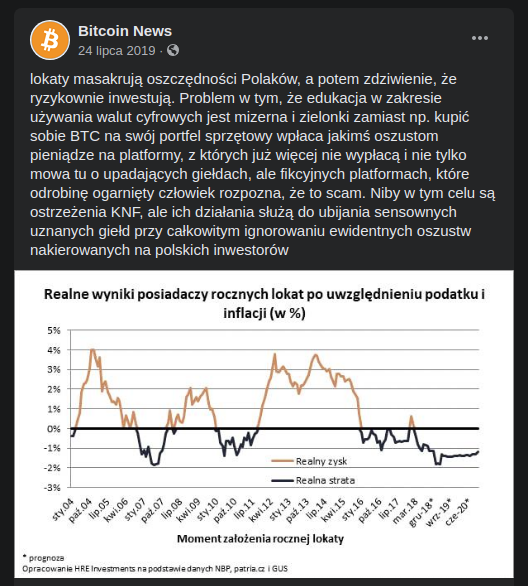 Bitcoin News
24 lipca 2019 ·
lokaty masakrują oszczędności Polaków, a potem zdziwienie, że
ryzykownie inwestują. Problem w tym, że edukacja w zakresie
używania walut cyfrowych jest mizerna i zielonki zamiast np. kupić
sobie BTC na swój portfel sprzętowy wpłaca jakimś oszustom
pieniądze na platformy, z których już więcej nie wypłacą i nie tylko
mowa tu o upadających giełdach, ale fikcyjnych platformach, które
odrobinę ogarnięty człowiek rozpozna, że to scam. Niby w tym celu są
ostrzeżenia KNF, ale ich działania służą do ubijania sensownych
uznanych giełd przy całkowitym ignorowaniu ewidentnych oszustw
nakierowanych na polskich inwestorów
Realne wyniki posiadaczy rocznych lokat po uwzględnieniu podatku i
inflacji (w %)
5%
4%
3%
2%
1%
0%
-1%
-2%
-3%
Realny zysk
Realna strata
sty.04 paź.04 lip.05 kwi.06 sty.07 paź.07 lip.08 kwi.09 sty.10 paź.10 lip.11 kwi.12 sty.13 paź.13 lip.14 kwi.15 sty.16 paź.16 lip.17 mar.18 gru-18* wrz-19* cze-20*
Moment założenia rocznej lokaty
* prognoza
Opracowanie HRE Investments na podstawie danych NBP, patria.cz i GUS